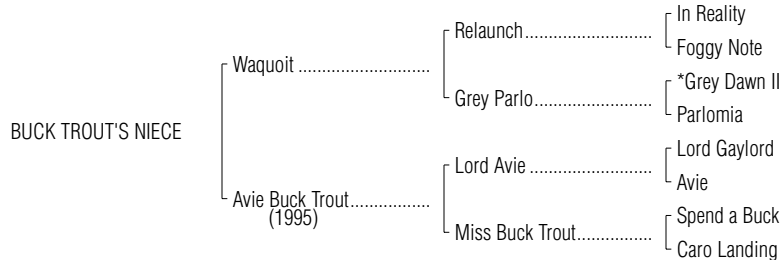 In Reality
Relaunch..............................
Foggy Note
Waquoit ................................
*Grey Dawn II
Grey Parlo............................
Parlomia
BUCK TROUT'S NIECE
Lord Gaylord
Lord Avie .............................
Avie
Avie Buck Trout...................
(1995)
Spend a Buck
Miss Buck Trout..................
Caro Landing